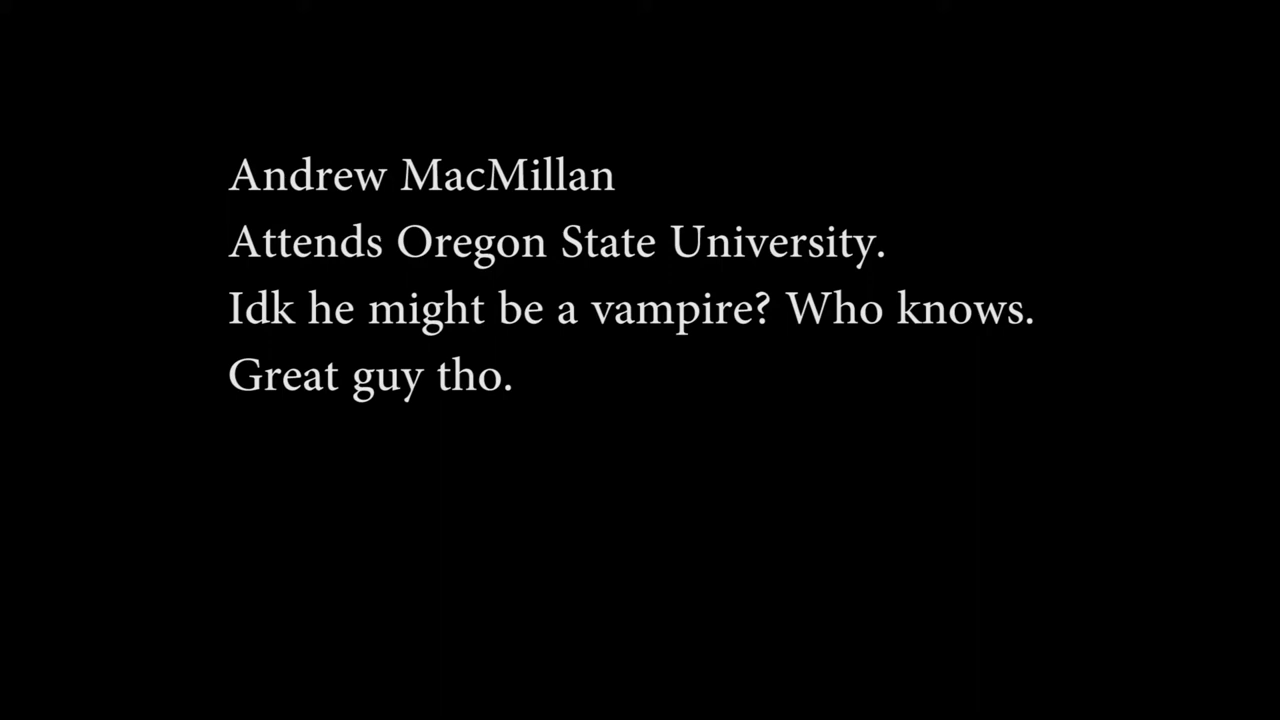 Andrew MacMillan
Attends Oregon State University.
Idk he might be a vampire? Who knows.
Great guy tho.